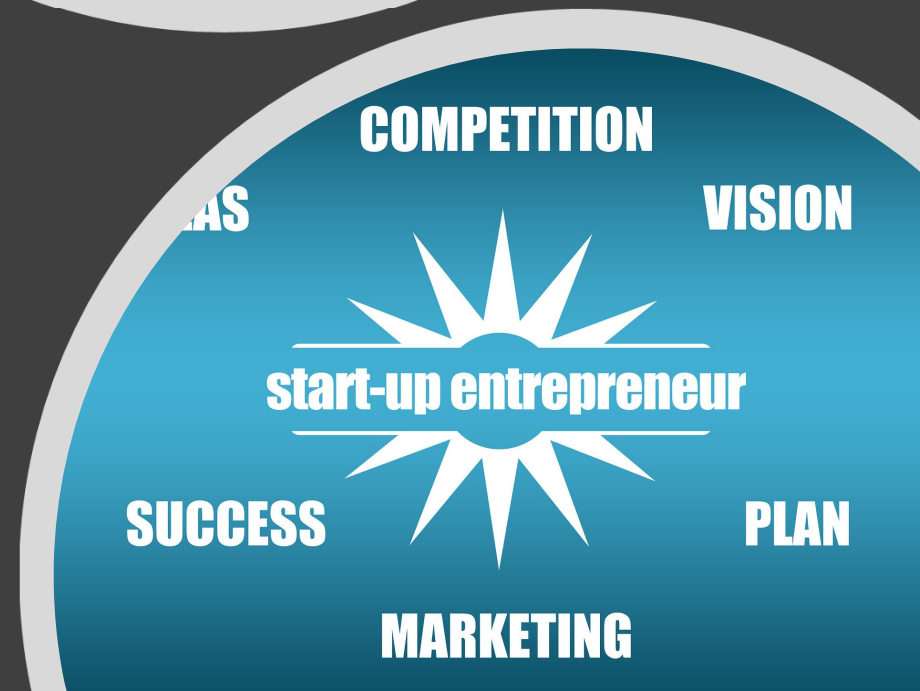 COMPETITION
VISION
start-up entrepreneur
SUCCESS
PLAN
MARKETING